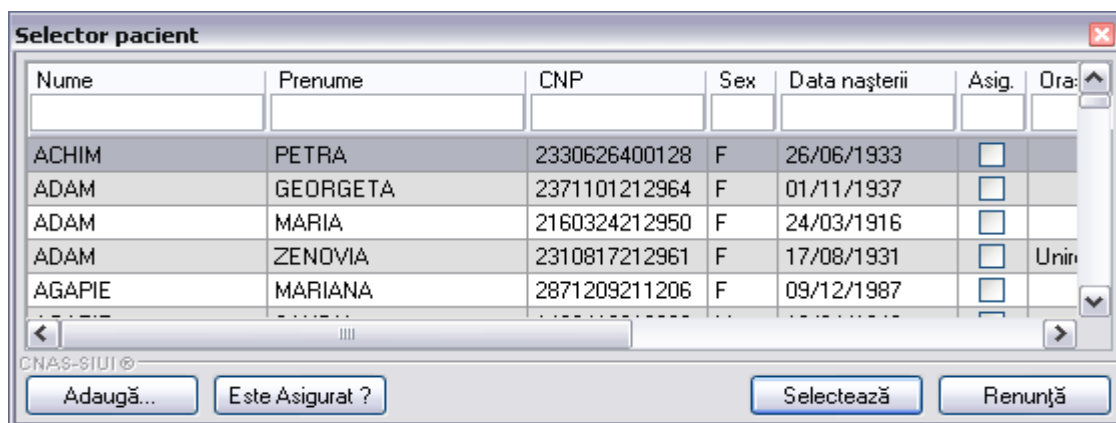 Selector pacient
Nume Prenume CNP Sex Data naşterii Asig.
ACHIM PETRA 2330626400128 F 26/06/1933
ADAM GEORGETA 2371101212964 F 01/11/1937
ADAM MARIA 2160324212950 F 24/03/1916
ADAM ZENOVIA 2310817212961 F 17/08/1931
AGAPIE MARIANA 2871209211206 F 09/12/1987
CNAS-SIUI®
Adaugă... Este Asigurat ? Selectează Renunţă